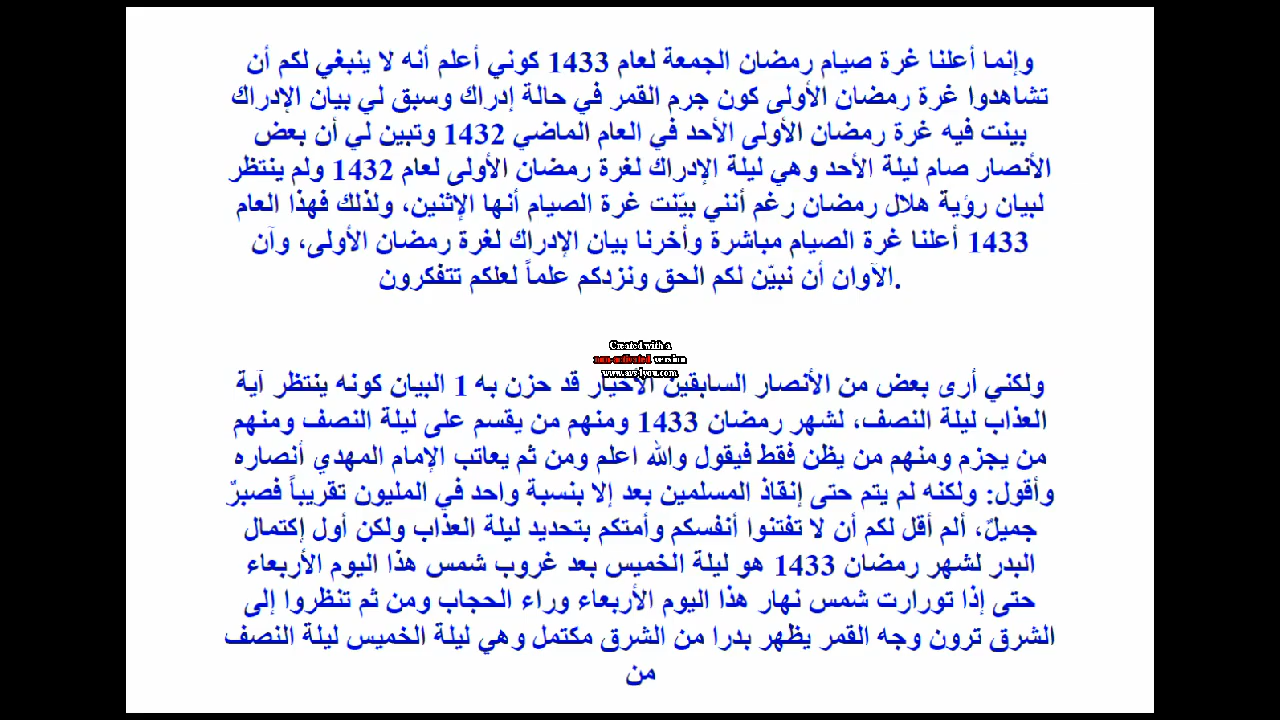 وإنما أعلنا غرة صيام رمضان الجمعة لعام 1433 كوني أعلم أنه لا ينبغي لكم أن
تشاهدوا غرة رمضان الأولى كون جرم القمر في حالة إدراك وسبق لي بيان الإدراك
بينت فيه غرة رمضان الأولى الأحد في العام الماضي 1432 وتبين لي أن بعض
الأنصار صام ليلة الأحد وهي ليلة الإدراك لغرة رمضان الأولى لعام 1432 ولم ينتظر
لبيان رؤية هلال رمضان رغم أنني بيّنت غرة الصيام أنها الإثنين، ولذلك فهذا العام
1433 أعلنا غرة الصيام مباشرة وأخرنا بيان الإدراك لغرة رمضان الأولى، وآن
الآوان أن نبيّن لكم الحق ونزدكم علماً لعلكم تتفكرون.
Created with a
non-activated version
www.avs4you.com
ولكني أرى بعض من الأنصار السابقين الأخيار قد حزن به 1 البيان كونه ينتظر آية
العذاب ليلة النصف، لشهر رمضان 1433 ومنهم من يقسم على ليلة النصف ومنهم
من يجزم ومنهم من يظن فقط فيقول والله اعلم ومن ثم يعاتب الإمام المهدي أنصاره
وأقول: ولكنه لم يتم حتى إنقاذ المسلمين بعد إلا بنسبة واحد في المليون تقريباً فصبرٌ
جميلٌ، ألم أقل لكم أن لا تفتنوا أنفسكم وأمتكم بتحديد ليلة العذاب ولكن أول إكتمال
البدر لشهر رمضان 1433 هو ليلة الخميس بعد غروب شمس هذا اليوم الأربعاء
حتى إذا تورارت شمس نهار هذا اليوم الأربعاء وراء الحجاب ومن ثم تنظروا إلى
الشرق ترون وجه القمر يظهر بدرا من الشرق مكتمل وهي ليلة الخميس ليلة النصف
من